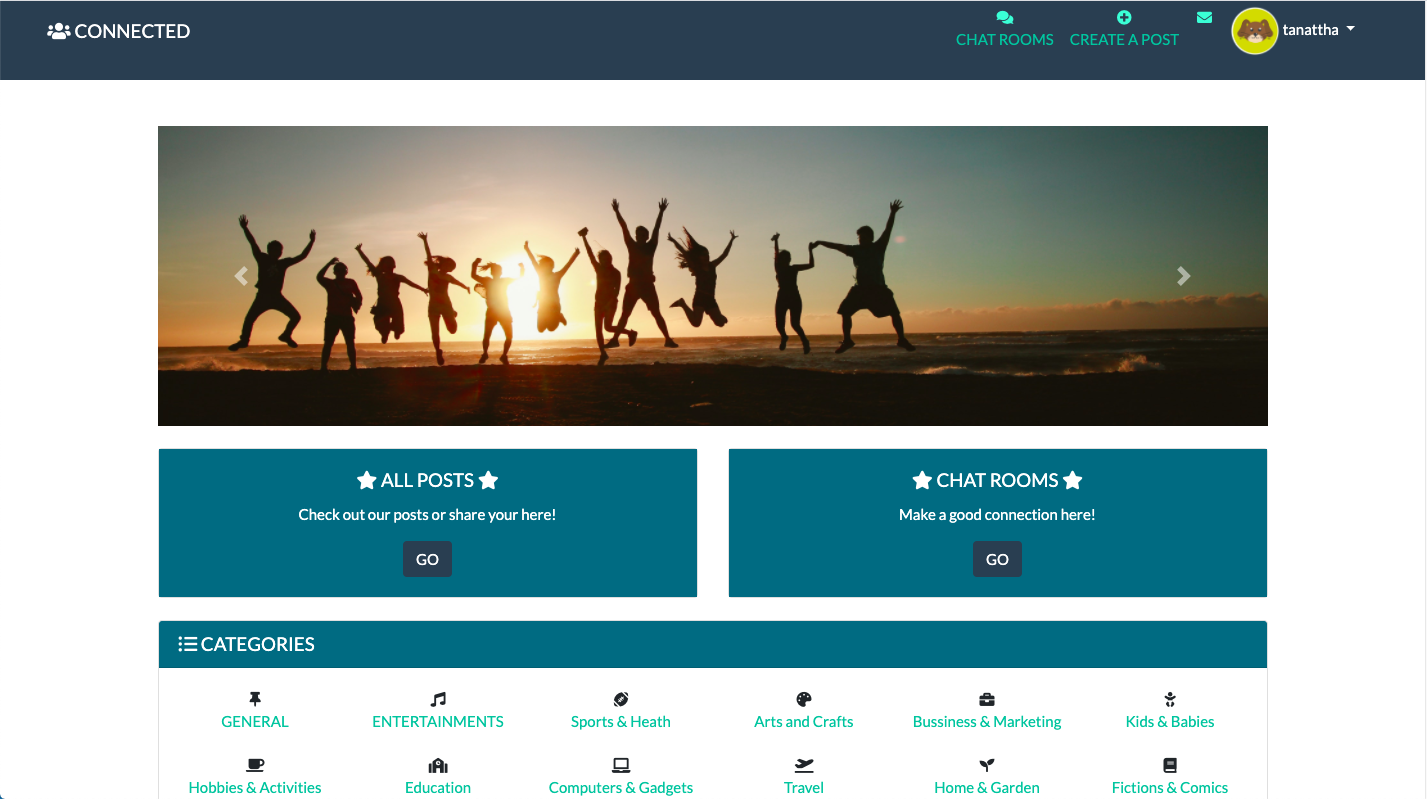 CONNECTED
CHAT ROOMS
CREATE A POST
tanattha
ALL POSTS
Check out our posts or share your here!
GO
CHAT ROOMS
Make a good connection here!
GO
CATEGORIES
GENERAL
ENTERTAINMENTS
Sports & Heath
Arts and Crafts
Bussiness & Marketing
Kids & Babies
Hobbies & Activities
Education
Computers & Gadgets
Travel
Home & Garden
Fictions & Comics